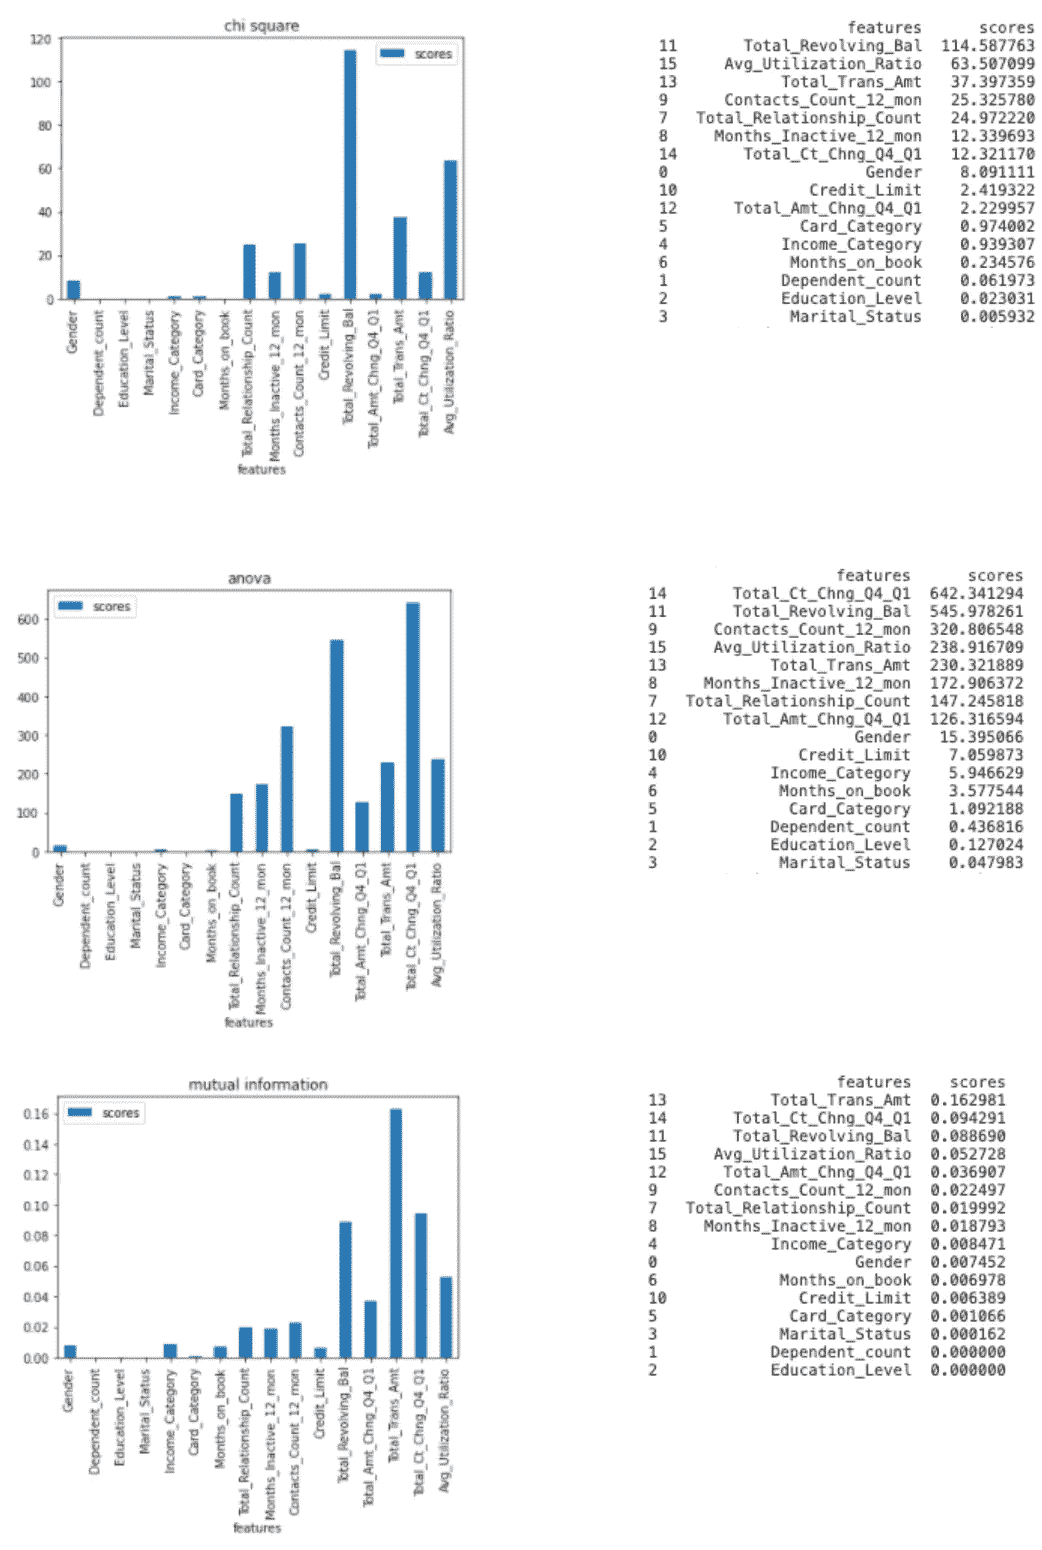 chi square
scores
120
100
80
60
40
20
0
Gender
Dependent_count
Education_Level
Marital_Status
Income_Category
Card_Category
Months_on_book
Total_Relationship_Count
Months_Inactive_12_mon
Contacts_Count_12_mon
Credit_Limit
Total_Revolving_Bal
Total_Amt_Chng_Q4_Q1
Total_Trans_Amt
Total_Ct_Chng_Q4_Q1
Avg_Utilization_Ratio
features
features scores
11 Total_Revolving_Bal 114.587763
15 Avg_Utilization_Ratio 63.507099
13 Total_Trans_Amt 37.397359
9 Contacts_Count_12_mon 25.325780
7 Total_Relationship_Count 24.972220
8 Months_Inactive_12_mon 12.339693
14 Total_Ct_Chng_Q4_Q1 12.321170
0 Gender 8.091111
10 Credit_Limit 2.419322
12 Total_Amt_Chng_Q4_Q1 2.229957
5 Card_Category 0.974002
4 Income_Category 0.939307
6 Months_on_book 0.234576
1 Dependent_count 0.061973
2 Education_Level 0.023031
3 Marital_Status 0.005932
anova
scores
600
500
400
300
200
100
0
Gender
Dependent_count
Education_Level
Marital_Status
Income_Category
Card_Category
Months_on_book
Total_Relationship_Count
Months_Inactive_12_mon
Contacts_Count_12_mon
Credit_Limit
Total_Revolving_Bal
Total_Amt_Chng_Q4_Q1
Total_Trans_Amt
Total_Ct_Chng_Q4_Q1
Avg_Utilization_Ratio
features
features scores
14 Total_Ct_Chng_Q4_Q1 642.341294
11 Total_Revolving_Bal 545.978261
9 Contacts_Count_12_mon 320.806548
15 Avg_Utilization_Ratio 238.916709
13 Total_Trans_Amt 230.321889
8 Months_Inactive_12_mon 172.906372
7 Total_Relationship_Count 147.245818
12 Total_Amt_Chng_Q4_Q1 126.316594
0 Gender 15.395066
10 Credit_Limit 7.059873
4 Income_Category 5.946629
6 Months_on_book 3.577544
5 Card_Category 1.092188
1 Dependent_count 0.436816
2 Education_Level 0.127024
3 Marital_Status 0.047983
mutual information
scores
0.16
0.14
0.12
0.10
0.08
0.06
0.04
0.02
0.00
Gender
Dependent_count
Education_Level
Marital_Status
Income_Category
Card_Category
Months_on_book
Total_Relationship_Count
Months_Inactive_12_mon
Contacts_Count_12_mon
Credit_Limit
Total_Revolving_Bal
Total_Amt_Chng_Q4_Q1
Total_Trans_Amt
Total_Ct_Chng_Q4_Q1
Avg_Utilization_Ratio
features
features scores
13 Total_Trans_Amt 0.162981
14 Total_Ct_Chng_Q4_Q1 0.094291
11 Total_Revolving_Bal 0.088690
15 Avg_Utilization_Ratio 0.052728
12 Total_Amt_Chng_Q4_Q1 0.036907
9 Contacts_Count_12_mon 0.022497
7 Total_Relationship_Count 0.019992
8 Months_Inactive_12_mon 0.018793
4 Income_Category 0.008471
0 Gender 0.007452
6 Months_on_book 0.006978
10 Credit_Limit 0.006389
5 Card_Category 0.001066
3 Marital_Status 0.000162
1 Dependent_count 0.000000
2 Education_Level 0.000000